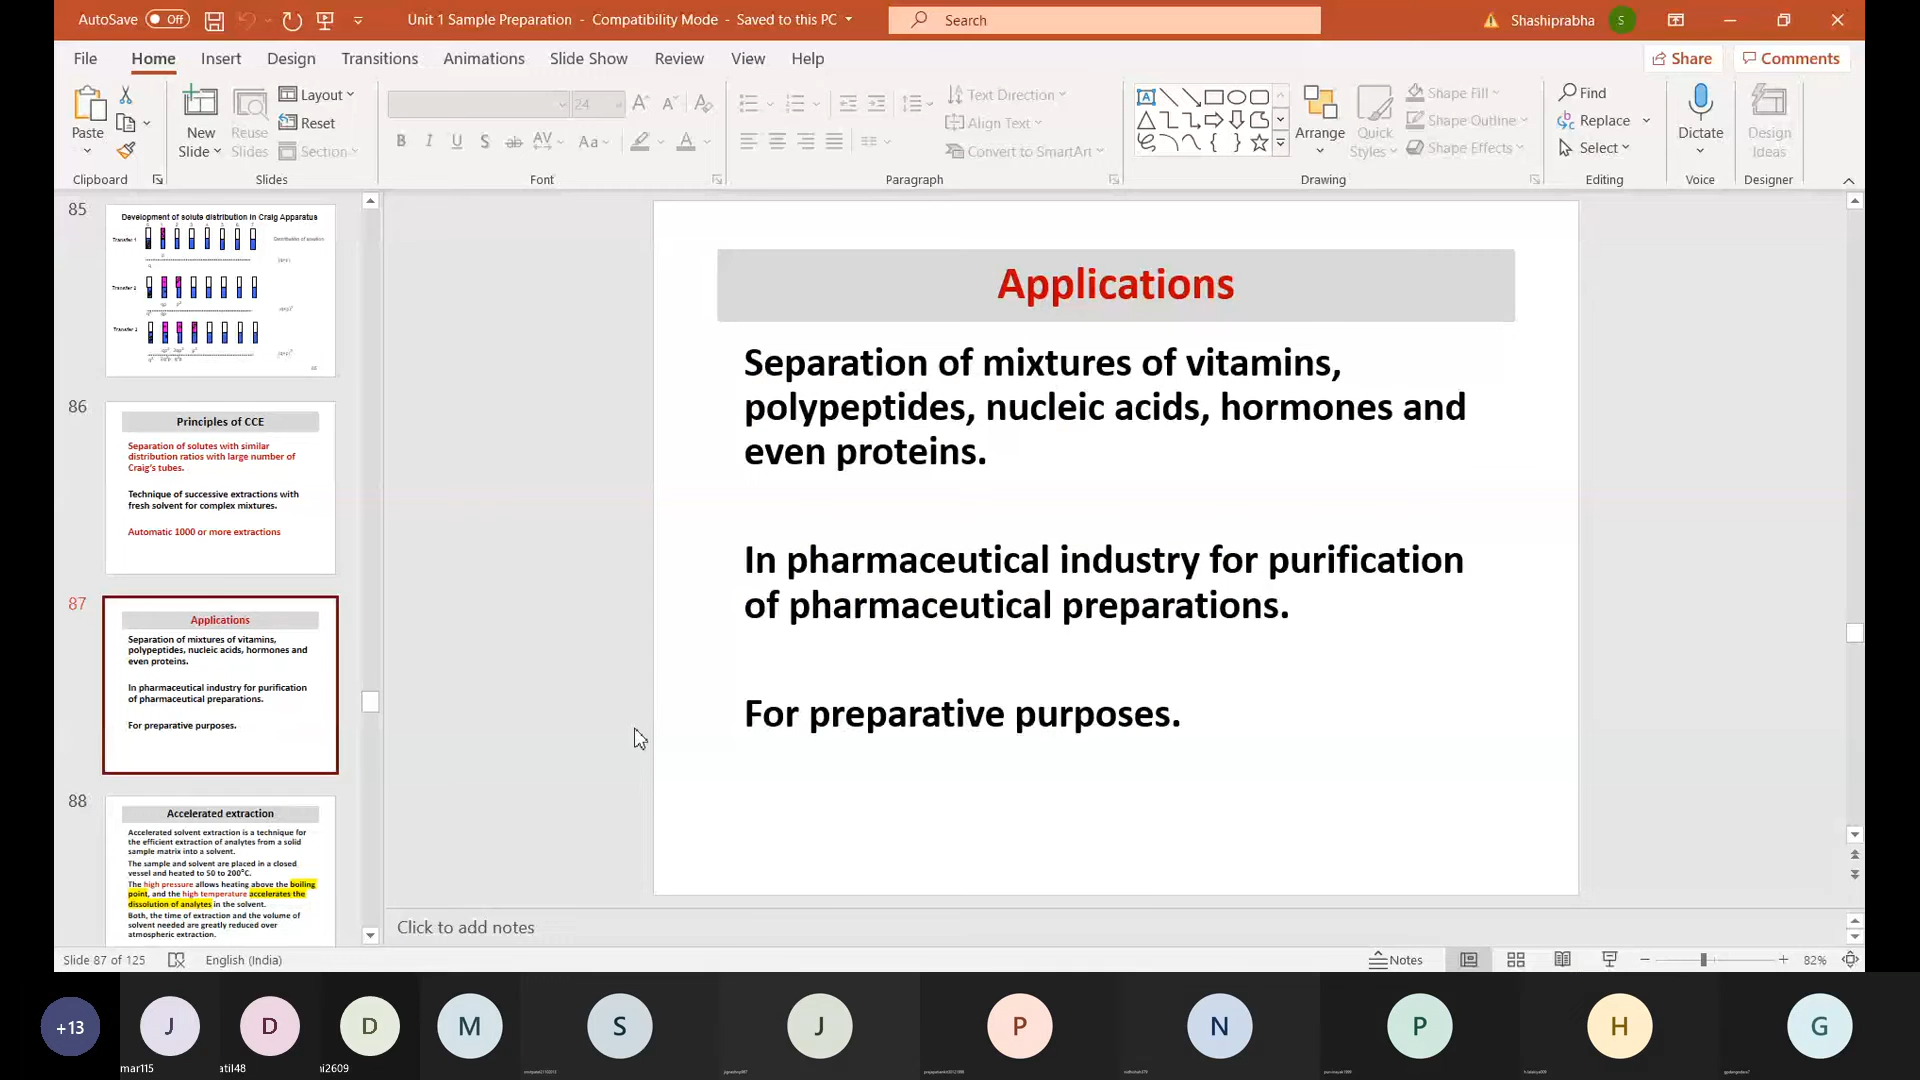 AutoSave Off Unit 1 Sample Preparation - Compatibility Mode - Saved to this PC Search Shashiprabha S
File Home Insert Design Transitions Animations Slide Show Review View Help Share Comments
Paste
New Slide
Reuse Slides
Layout
Reset
Section
24
B I U S ab AV Aa A
Text Direction
Align Text
Convert to SmartArt
Arrange
Quick Styles
Shape Fill
Shape Outline
Shape Effects
Find
Replace
Select
Dictate
Design Ideas
Clipboard Slides Font Paragraph Drawing Editing Voice Designer
85
Development of solute distribution in Craig Apparatus
Transfer 1
Transfer 2
Transfer 3
86
Principles of CCE
Separation of solutes with similar
distribution ratios with large number of
Craig's tubes.
Technique of successive extractions with
fresh solvent for complex mixtures.
Automatic 1000 or more extractions
87
Applications
Separation of mixtures of vitamins,
polypeptides, nucleic acids, hormones and
even proteins.
In pharmaceutical industry for purification
of pharmaceutical preparations.
For preparative purposes.
88
Accelerated extraction
Accelerated solvent extraction is a technique for
the efficient extraction of analytes from a solid
sample matrix into a solvent.
The sample and solvent are placed in a closed
vessel and heated to 50 to 200°C.
The high pressure allows heating above the boiling
point, and the high temperature accelerates the
dissolution of analytes in the solvent.
Both, the time of extraction and the volume of
solvent needed are greatly reduced over
atmospheric extraction.
Applications
Separation of mixtures of vitamins,
polypeptides, nucleic acids, hormones and
even proteins.
In pharmaceutical industry for purification
of pharmaceutical preparations.
For preparative purposes.
Click to add notes
Slide 87 of 125 English (India) Notes 82%
+13 J D D M S J P N P H G
mar115 atil48 ni2609